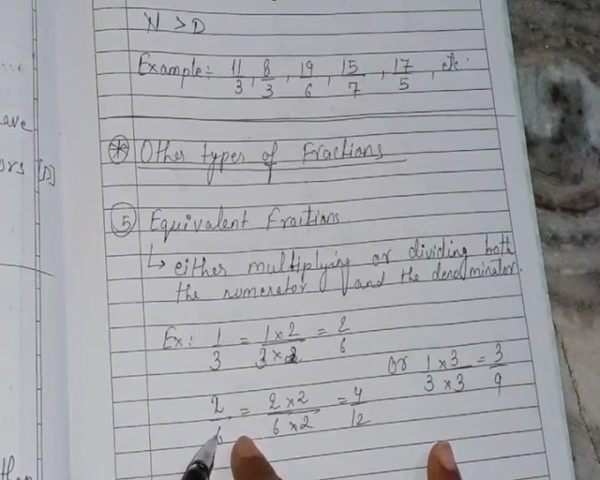 N > D
Example:- 11/3, 8/3, 19/6, 15/7, 17/5, etc.
Other types of Fractions
5 Equivalent Fractions
↳ either multiplying or dividing both
the numerator and the denominator.
Ex: 1/3 = 1×2/3×2 = 2/6
Or 1×3/3×3 = 3/9
2/6 = 2×2/6×2 = 4/12
ave
ors [D]